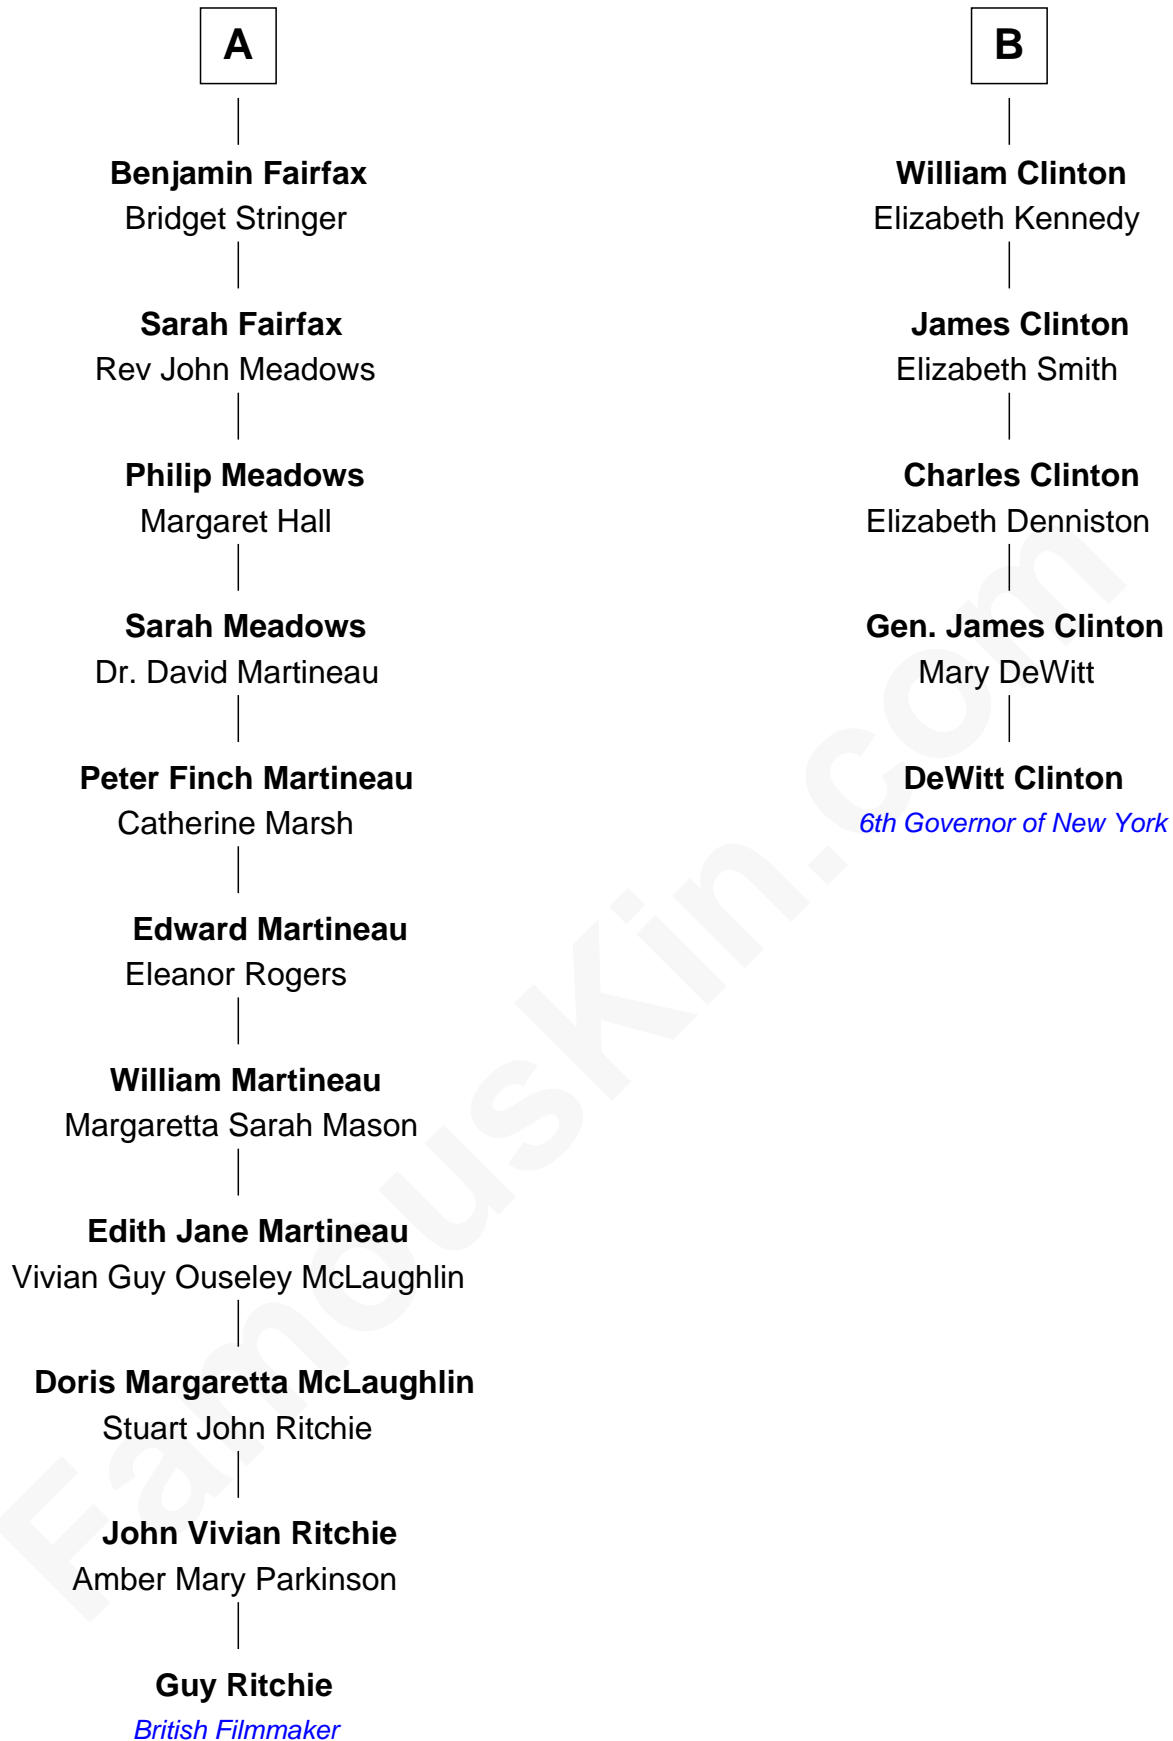 A
Benjamin Fairfax
Bridget Stringer
Sarah Fairfax
Rev John Meadows
Philip Meadows
Margaret Hall
Sarah Meadows
Dr. David Martineau
Peter Finch Martineau
Catherine Marsh
Edward Martineau
Eleanor Rogers
William Martineau
Margaretta Sarah Mason
Edith Jane Martineau
Vivian Guy Ouseley McLaughlin
Doris Margaretta McLaughlin
Stuart John Ritchie
John Vivian Ritchie
Amber Mary Parkinson
Guy Ritchie
British Filmmaker
B
William Clinton
Elizabeth Kennedy
James Clinton
Elizabeth Smith
Charles Clinton
Elizabeth Denniston
Gen. James Clinton
Mary DeWitt
DeWitt Clinton
6th Governor of New York
FamousKin.com